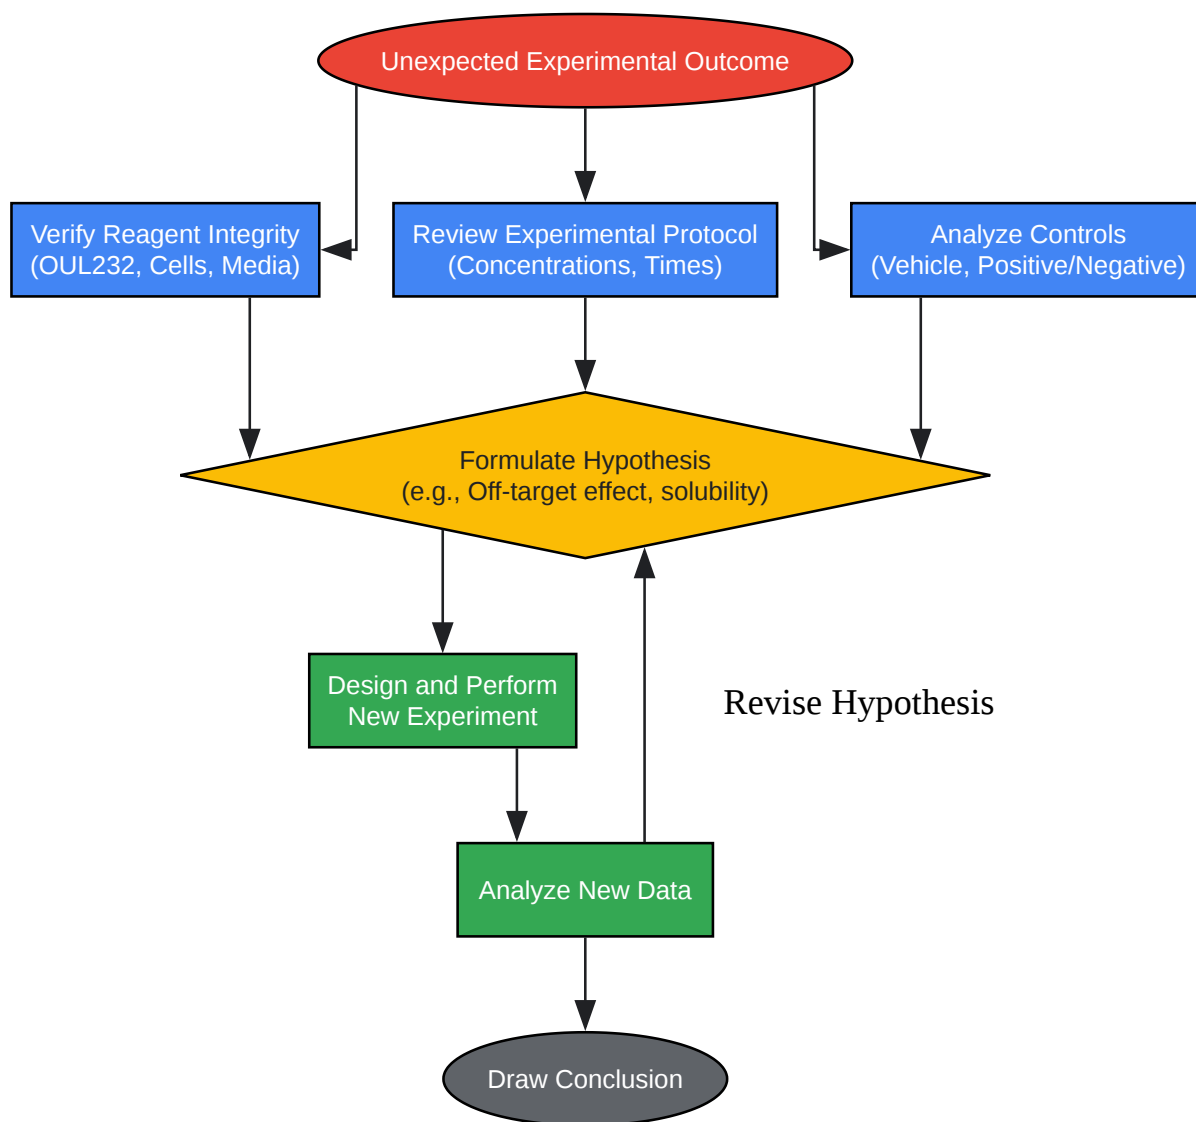 Unexpected Experimental Outcome
Verify Reagent Integrity
(OUL232, Cells, Media)
Review Experimental Protocol
(Concentrations, Times)
Analyze Controls
(Vehicle, Positive/Negative)
Formulate Hypothesis
(e.g., Off-target effect, solubility)
Design and Perform
New Experiment
Revise Hypothesis
Analyze New Data
Draw Conclusion